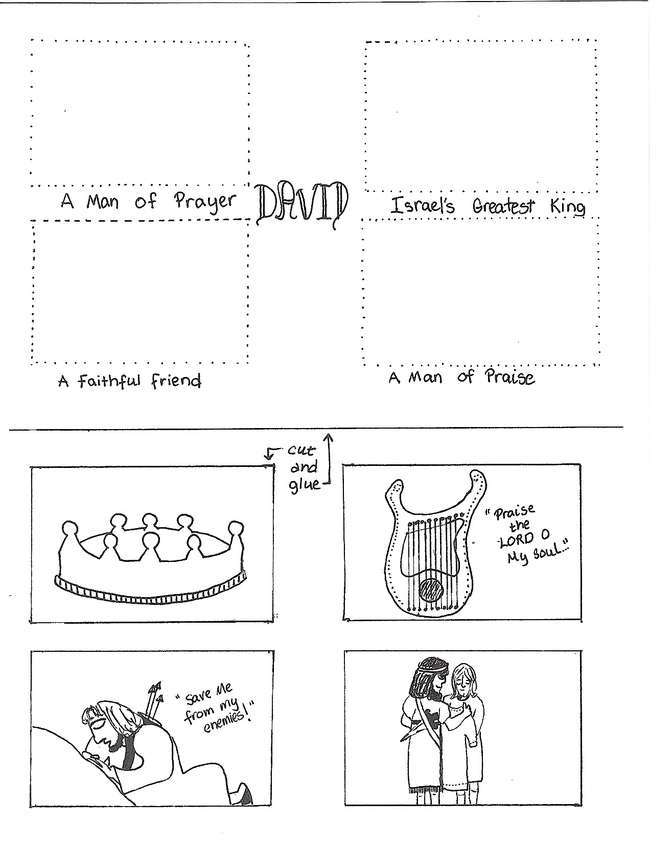 A Man of Prayer
DAVID
Israel's Greatest King
A Faithful friend
A Man of Praise
cut
and
glue
"Praise
the
LORD O
My Soul..."
"Save Me
from my
enemies!"